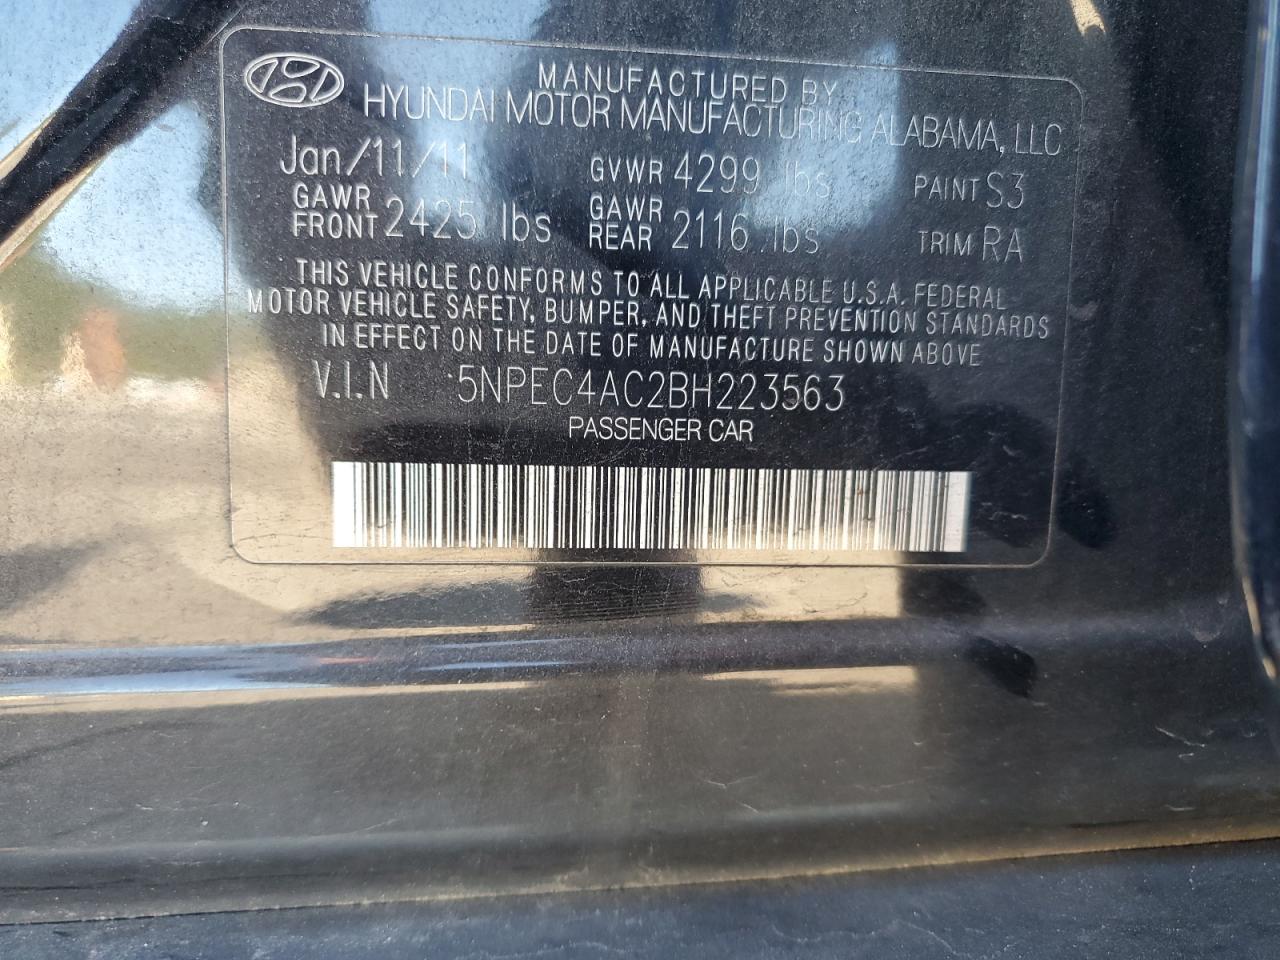 MANUFACTURED BY
HYUNDAI MOTOR MANUFACTURING ALABAMA, LLC
Jan/11/11 GVWR 4299 lbs PAINT S3
GAWR FRONT 2425 lbs GAWR REAR 2116 lbs TRIM RA
THIS VEHICLE CONFORMS TO ALL APPLICABLE U.S.A. FEDERAL
MOTOR VEHICLE SAFETY, BUMPER, AND THEFT PREVENTION STANDARDS
IN EFFECT ON THE DATE OF MANUFACTURE SHOWN ABOVE
V.I.N 5NPEC4AC2BH223563
PASSENGER CAR